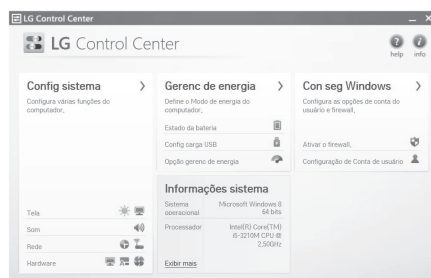 LG Control Center
LG Control Center
help info
Config sistema
Configura várias funções do
computador.
Tela
Som
Rede
Hardware
Gerenc de energia
Define o Modo de energia do
computador.
Estado da bateria
Config carga USB
Opção gerenc de energia
Con seg Windows
Configura as opções de conta do
usuário e firewall.
Ativar o firewall.
Configuração de Conta de usuário
Informações sistema
Sistema operacional
Microsoft Windows 8
64 bits
Processador
Intel(R) Core(TM)
i5-3210M CPU @
2.50GHz
Exibir mais